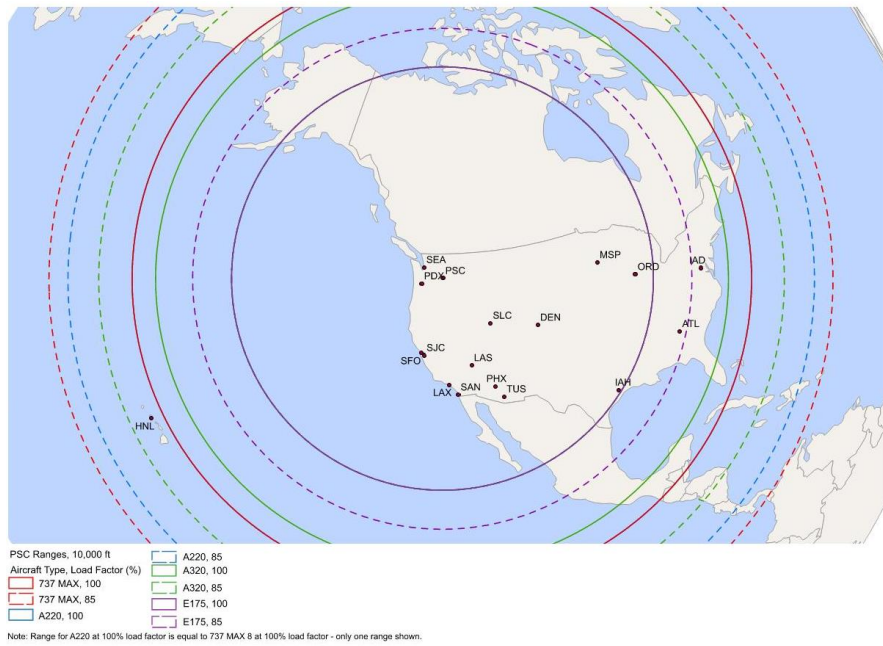 SEA
PSC
PDX
MSP
ORD
IAD
SLC
DEN
ATL
SJC
SFO
LAS
PHX
IAH
LAX
SAN
TUS
HNL
PSC Ranges, 10,000 ft
Aircraft Type, Load Factor (%)
737 MAX, 100
737 MAX, 85
A220, 100
A220, 85
A320, 100
A320, 85
E175, 100
E175, 85
Note: Range for A220 at 100% load factor is equal to 737 MAX 8 at 100% load factor - only one range shown.